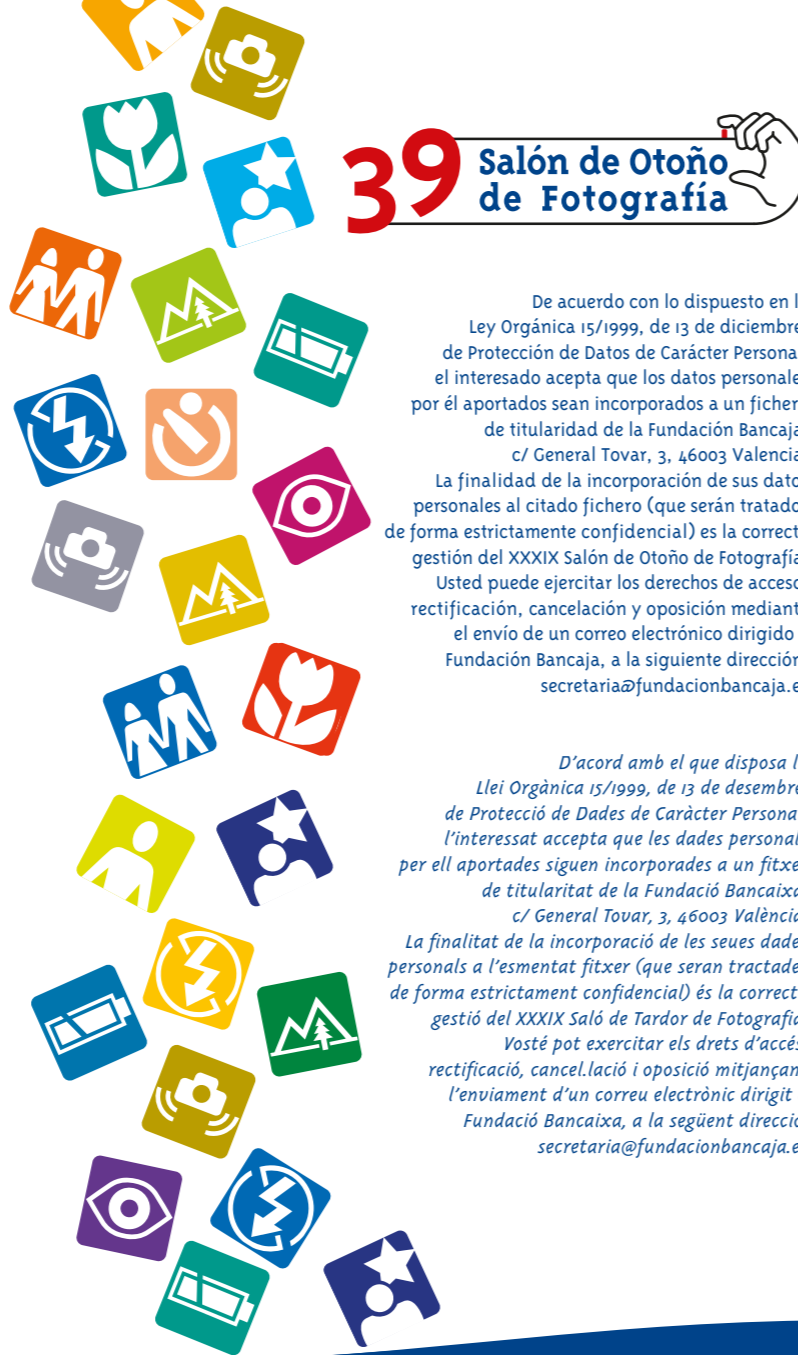 39 Salón de Otoño
de Fotografía
De acuerdo con lo dispuesto en l
Ley Orgánica 15/1999, de 13 de diciembre
de Protección de Datos de Carácter Persona
el interesado acepta que los datos personale
por él aportados sean incorporados a un ficher
de titularidad de la Fundación Bancaja
c/ General Tovar, 3, 46003 Valencia
La finalidad de la incorporación de sus dato
personales al citado fichero (que serán tratado
de forma estrictamente confidencial) es la correct
gestión del XXXIX Salón de Otoño de Fotografía
Usted puede ejercitar los derechos de acceso
rectificación, cancelación y oposición mediant
el envío de un correo electrónico dirigido
Fundación Bancaja, a la siguiente dirección
secretaria@fundacionbancaja.e
D'acord amb el que disposa l
Llei Orgànica 15/1999, de 13 de desembre
de Protecció de Dades de Caràcter Persona
l'interessat accepta que les dades personal
per ell aportades siguen incorporades a un fitxe
de titularitat de la Fundació Bancaixa
c/ General Tovar, 3, 46003 València
La finalitat de la incorporació de les seues dade
personals a l'esmentat fitxer (que seran tractade
de forma estrictament confidencial) és la correct
gestió del XXXIX Saló de Tardor de Fotografia
Vosté pot exercitar els drets d'accés
rectificació, cancel.lació i oposició mitjançan
l'enviament d'un correu electrònic dirigit
Fundació Bancaixa, a la següent direcció
secretaria@fundacionbancaja.e